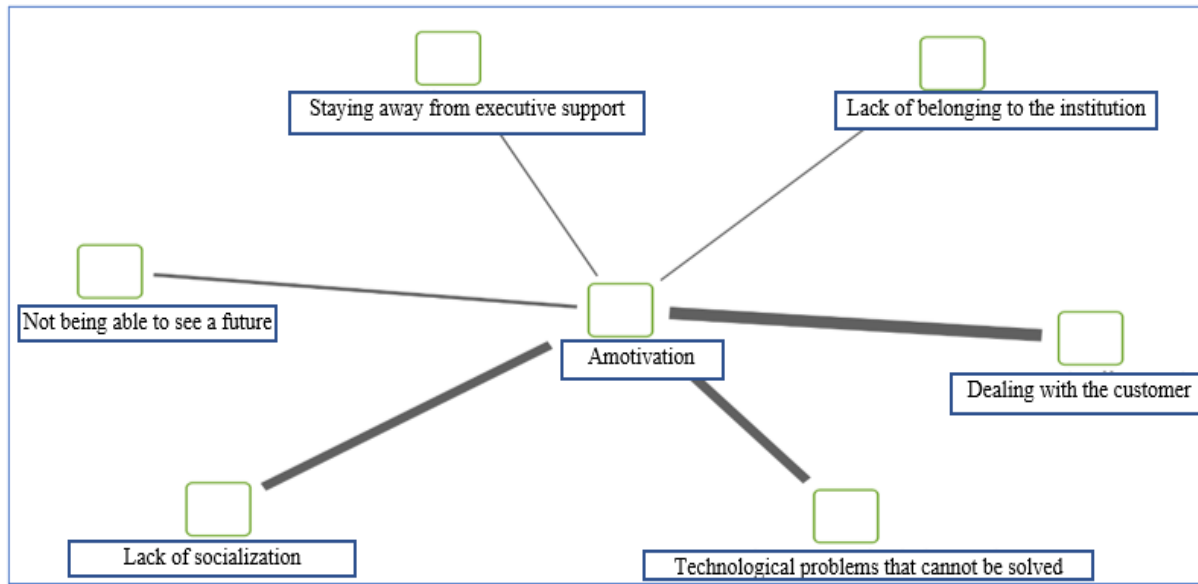 Staying away from executive support
Lack of belonging to the institution
Not being able to see a future
Amotivation
Dealing with the customer
Lack of socialization
Technological problems that cannot be solved